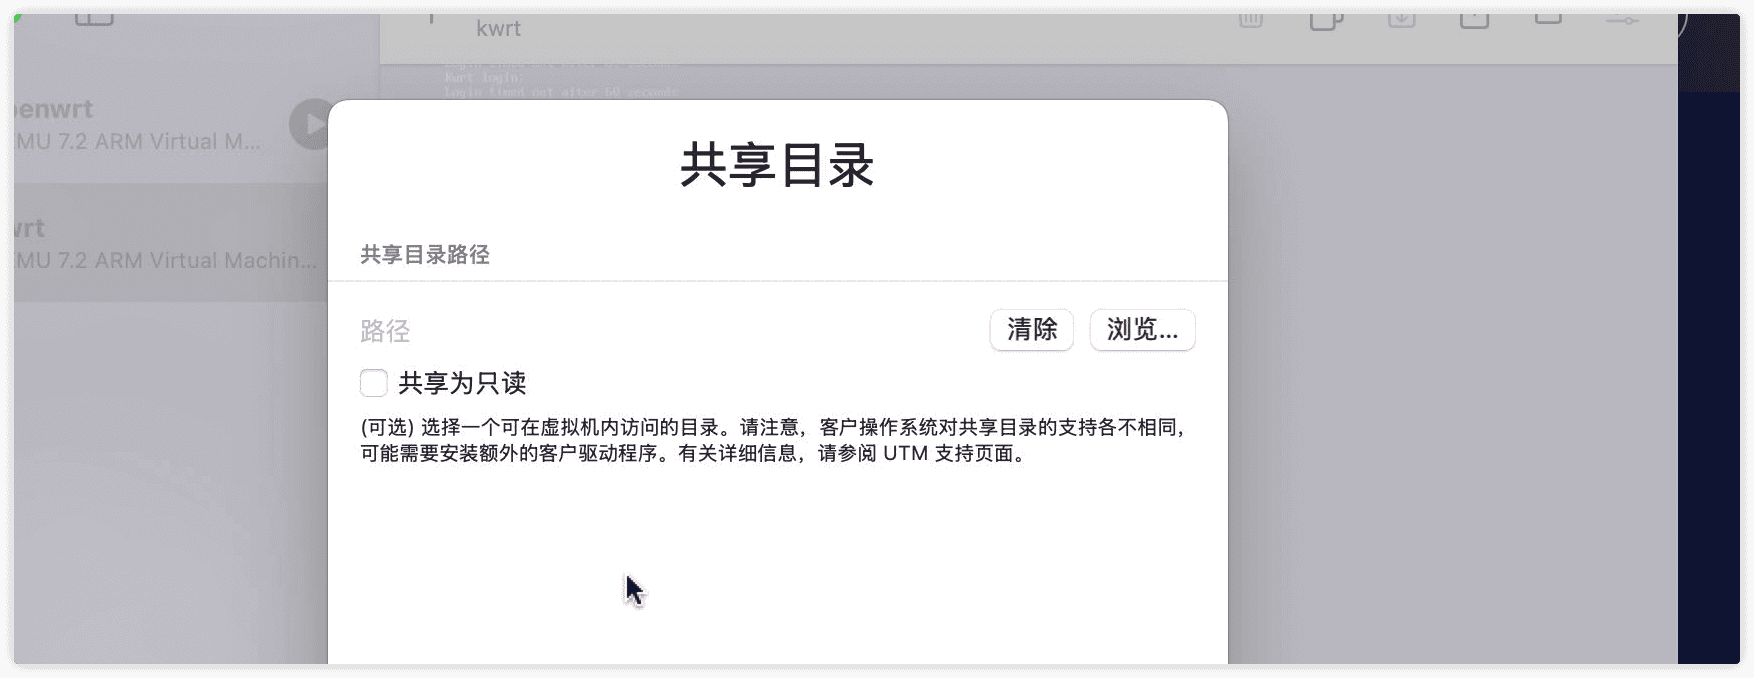 kwrt
Kwrt login:
login timed out after 60 seconds
penwrt
EMU 7.2 ARM Virtual M...
wrt
EMU 7.2 ARM Virtual Machin...
共享目录
共享目录路径
路径
清除
浏览...
共享为只读
(可选) 选择一个可在虚拟机内访问的目录。请注意，客户操作系统对共享目录的支持各不相同，
可能需要安装额外的客户驱动程序。有关详细信息，请参阅 UTM 支持页面。